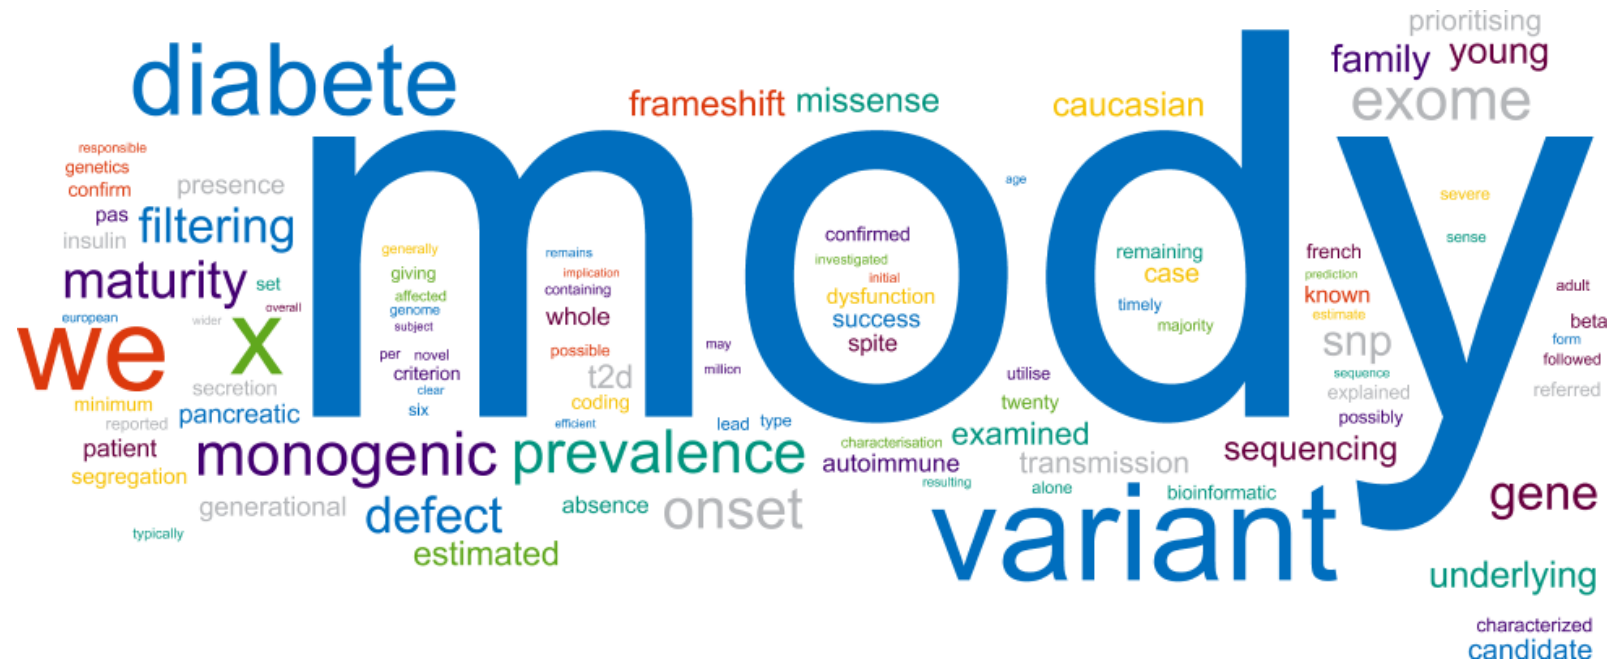 prioritising
family young
diabete
exome
frameshift missense
caucasian
mody
responsible
genetics
confirm
presence
age
pas
filtering
insulin
severe
sense
confirmed
generally
remains
investigated
remaining
french
maturity
set
giving
implication
initial
case
prediction
containing
affected
dysfunction
known
adult
overall
genome
timely
estimate
european
wider
subject
whole
success
majority
beta
we
x
spite
snp
form
per novel
possible
may
followed
criterion
million
utilise
sequence
secretion
clear
t2d
explained
referred
minimum
pancreatic
six
coding
twenty
possibly
reported
efficient
lead type
patient
monogenic
prevalence
characterisation
examined
sequencing
autoimmune
transmission
segregation
resulting
alone
bioinformatic
generational
defect
absence
onset
variant
gene
typically
estimated
underlying
characterized
candidate